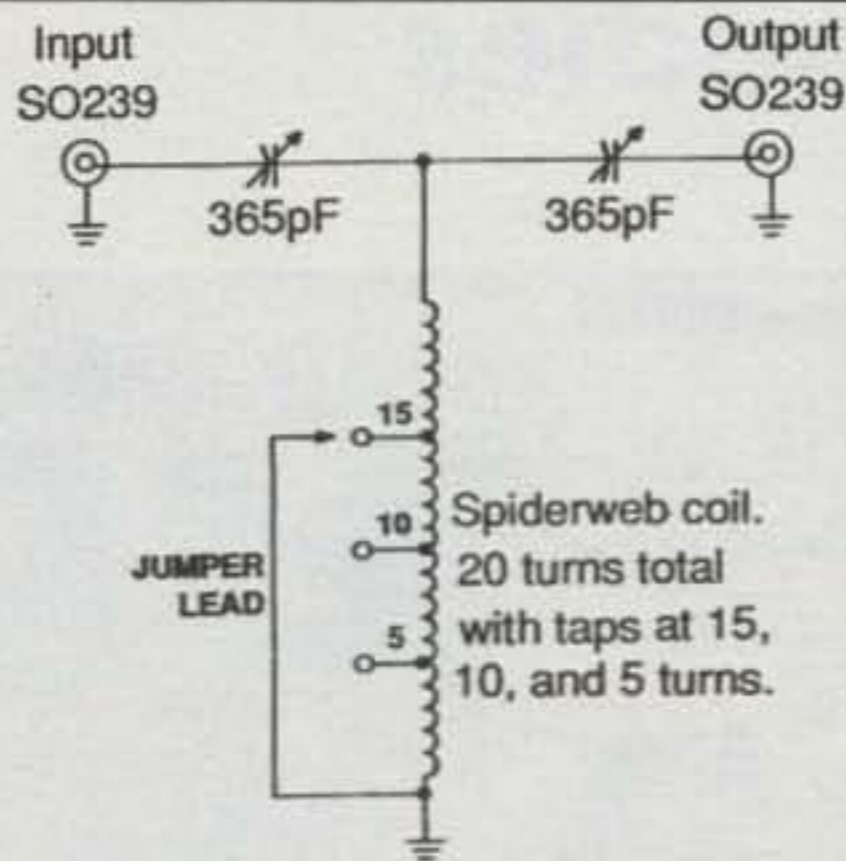 Input
SO239
Output
SO239
365pF
365pF
15
10
5
JUMPER
LEAD
Spiderweb coil.
20 turns total
with taps at 15,
10, and 5 turns.